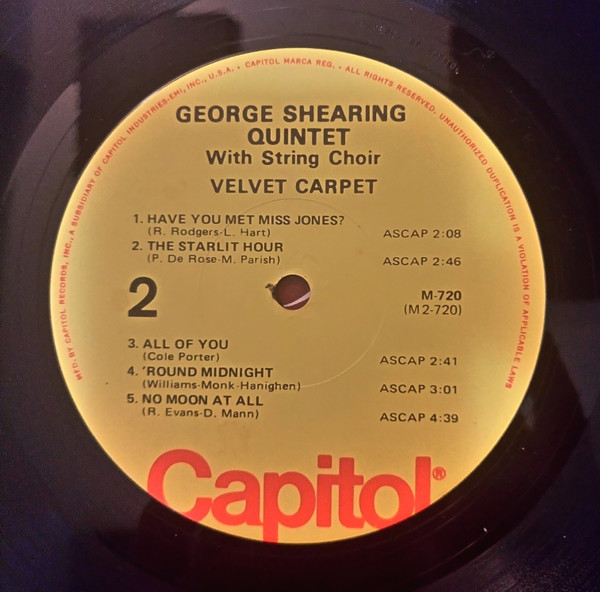 MFD. BY CAPITOL RECORDS, INC., A SUBSIDIARY OF CAPITOL INDUSTRIES-EMI, INC., U.S.A. • CAPITOL MARCA REG. • ALL RIGHTS RESERVED. UNAUTHORIZED DUPLICATION IS A VIOLATION OF APPLICABLE LAWS
GEORGE SHEARING
QUINTET
With String Choir
VELVET CARPET
1. HAVE YOU MET MISS JONES?
(R. Rodgers-L. Hart) ASCAP 2:08
2. THE STARLIT HOUR
(P. De Rose-M. Parish) ASCAP 2:46
2
M-720
(M2-720)
3. ALL OF YOU
(Cole Porter) ASCAP 2:41
4. 'ROUND MIDNIGHT
(Williams-Monk-Hanighen) ASCAP 3:01
5. NO MOON AT ALL
(R. Evans-D. Mann) ASCAP 4:39
Capitol®